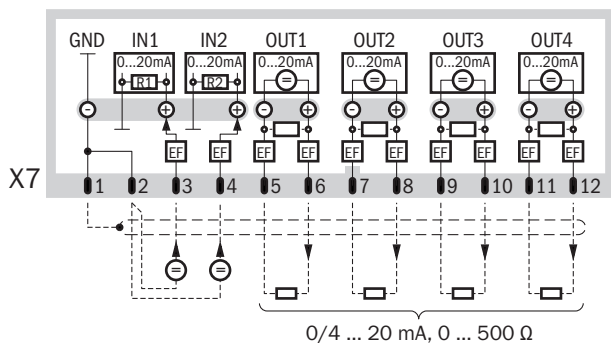 GND IN1 IN2 OUT1 OUT2 OUT3 OUT4
0...20mA 0...20mA 0...20mA 0...20mA 0...20mA 0...20mA
R1 R2 = = = =
- + + - + - + - + - +
EF EF EF EF EF EF EF EF EF EF
X7 1 2 3 4 5 6 7 8 9 10 11 12
= =
0/4 ... 20 mA, 0 ... 500 Ω